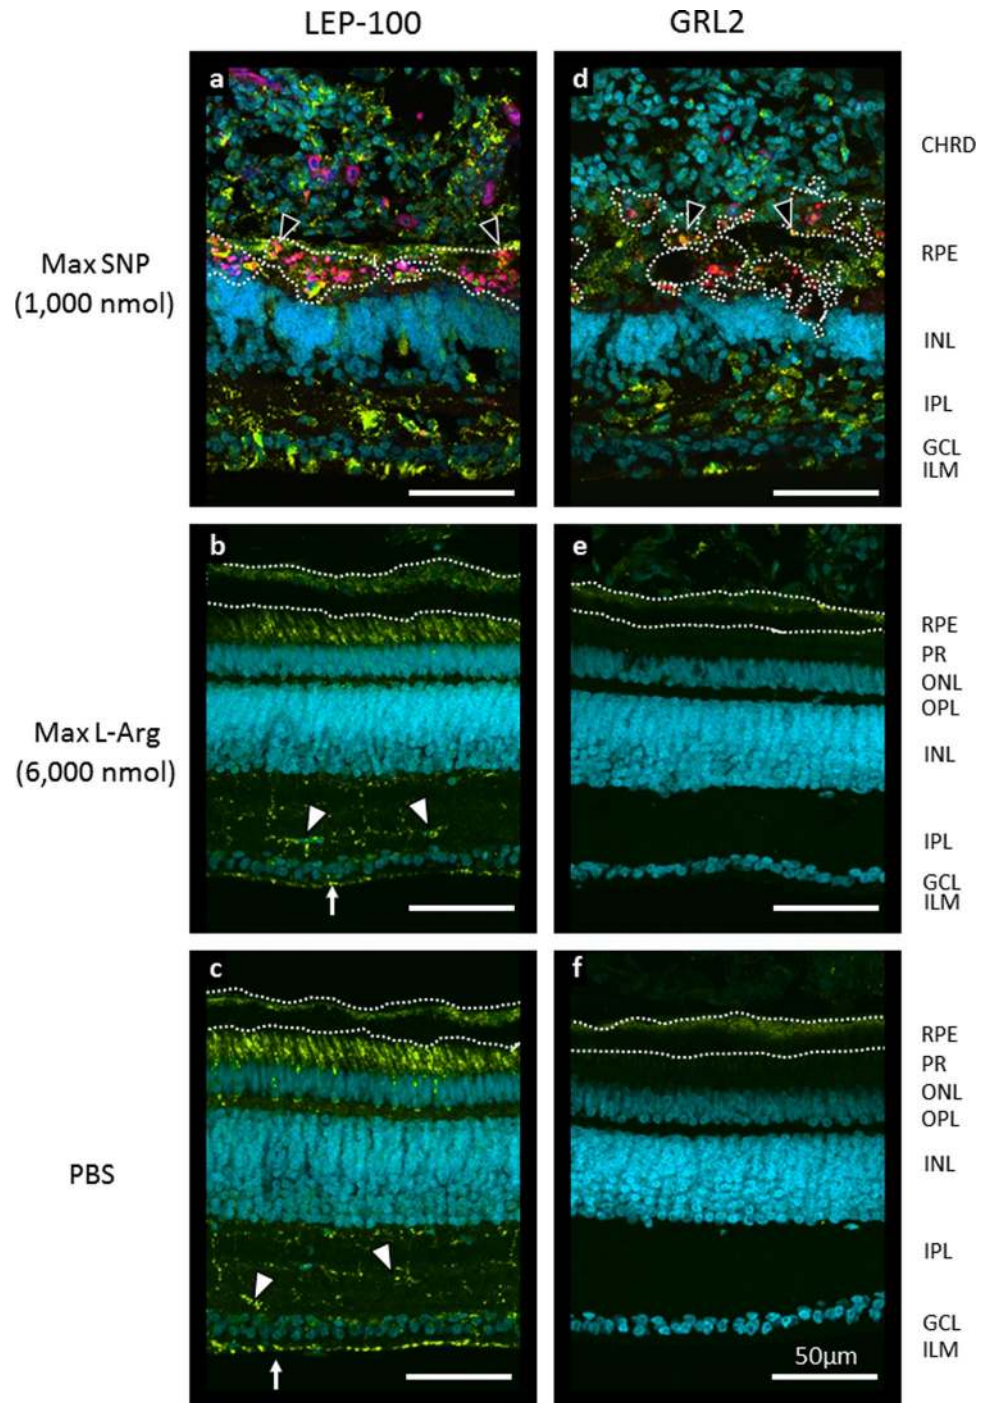 LEP-100 GRL2
a d
Max SNP
(1,000 nmol)
CHRD
RPE
INL
IPL
GCL
ILM
b e
Max L-Arg
(6,000 nmol)
RPE
PR
ONL
OPL
INL
IPL
GCL
ILM
c f
PBS
RPE
PR
ONL
OPL
INL
IPL
GCL
ILM
50µm